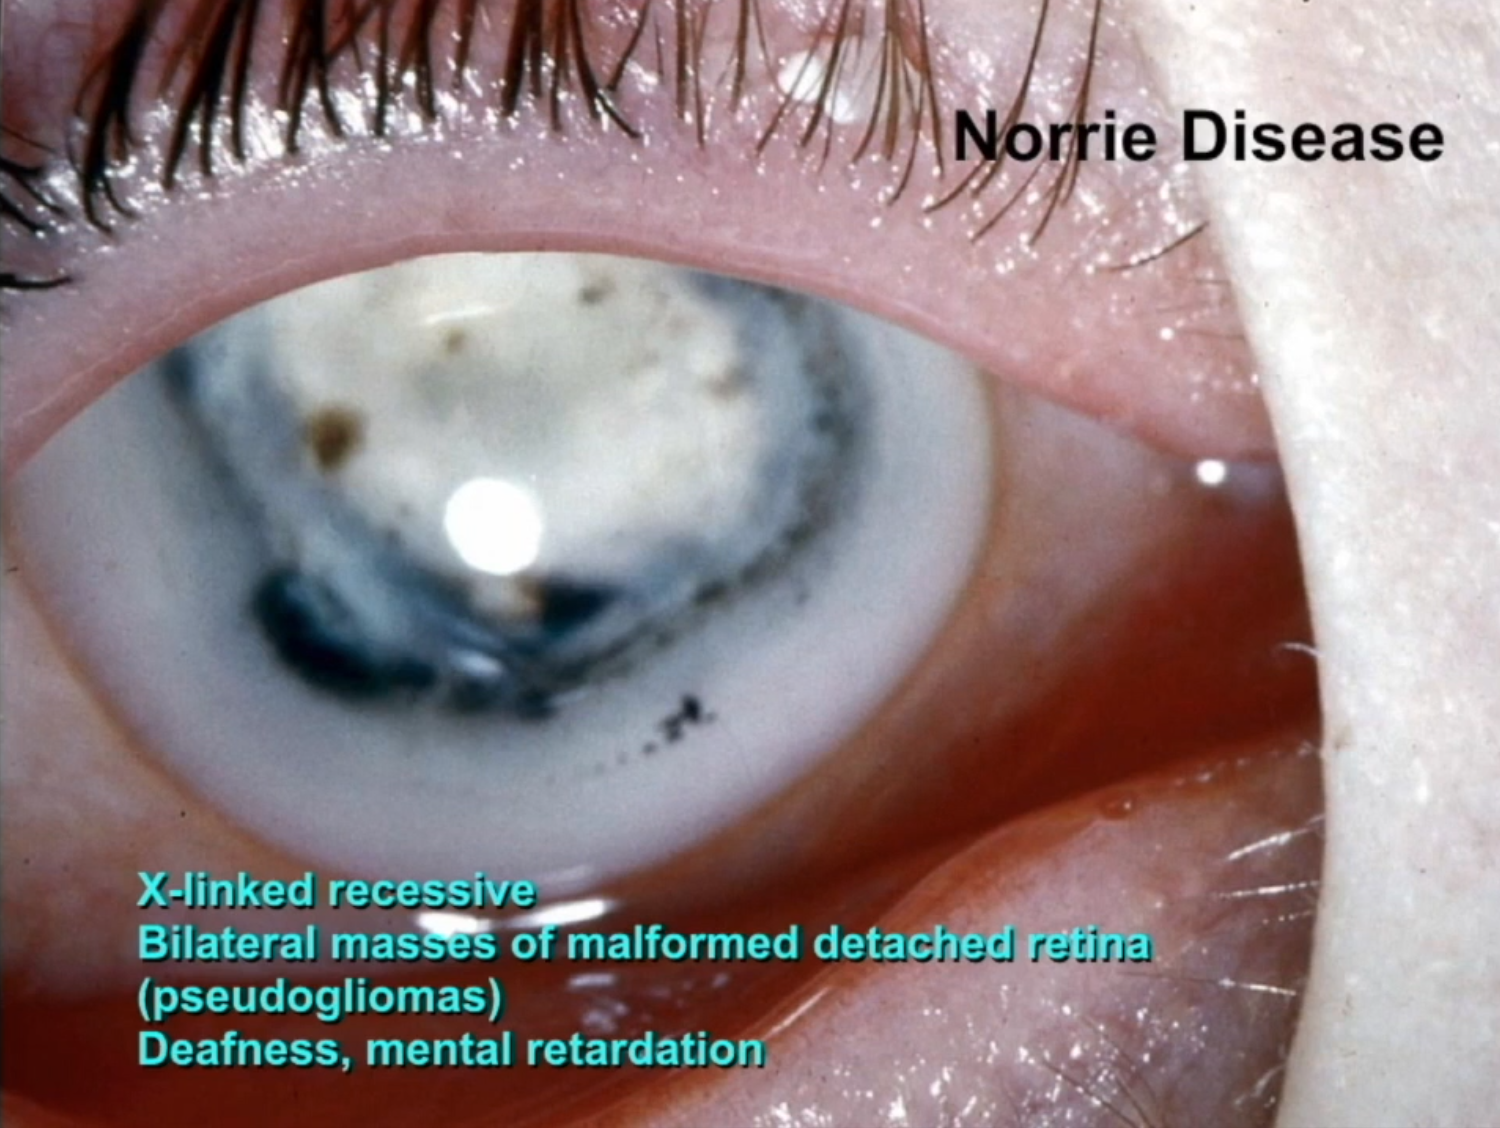 Norrie Disease
X-linked recessive
Bilateral masses of malformed detached retina
(pseudogliomas)
Deafness, mental retardation